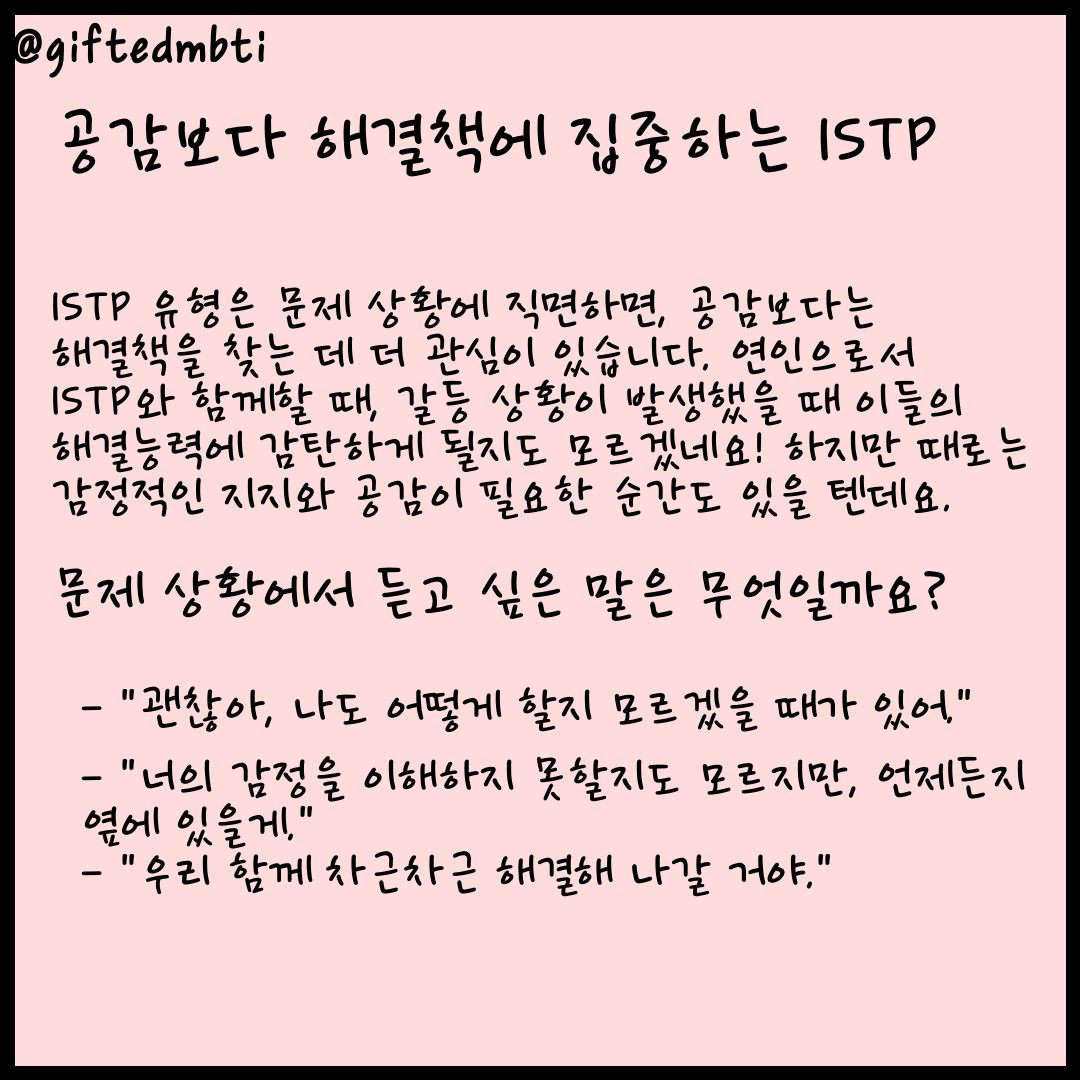 @giftedmbti
공감보다 해결책에 집중하는 ISTP
ISTP 유형은 문제 상황에 직면하면, 공감보다는
해결책을 찾는 데 더 관심이 있습니다. 연인으로서
ISTP와 함께할 때, 갈등 상황이 발생했을 때 이들의
해결능력에 감탄하게 될지도 모르겠네요! 하지만 때로는
감정적인 지지와 공감이 필요한 순간도 있을 텐데요.
문제 상황에서 듣고 싶은 말은 무엇일까요?
- "괜찮아, 나도 어떻게 할지 모르겠을 때가 있어."
- "너의 감정을 이해하지 못할지도 모르지만, 언제든지
옆에 있을게."
- "우리 함께 차근차근 해결해 나갈 거야."